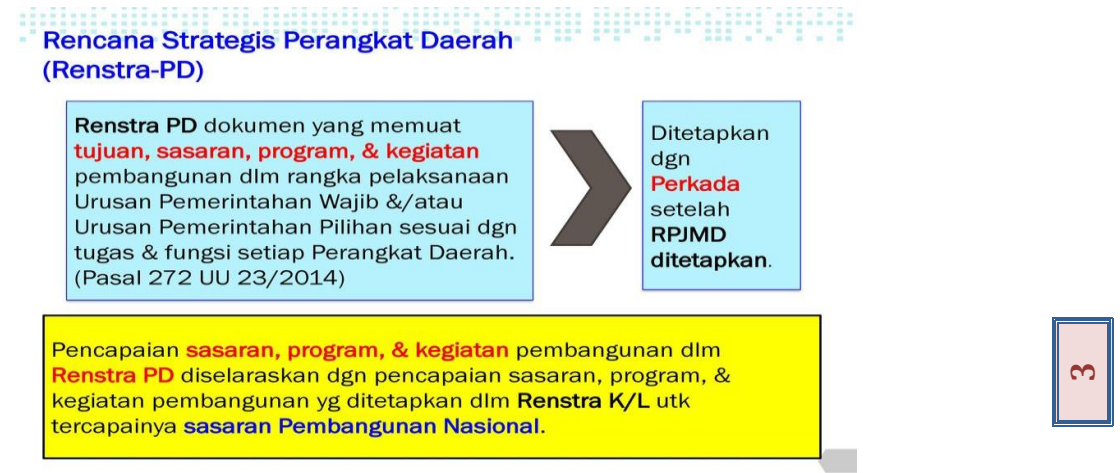 Rencana Strategis Perangkat Daerah
(Renstra-PD)
Renstra PD dokumen yang memuat
tujuan, sasaran, program, & kegiatan
pembangunan dlm rangka pelaksanaan
Urusan Pemerintahan Wajib &/atau
Urusan Pemerintahan Pilihan sesuai dgn
tugas & fungsi setiap Perangkat Daerah.
(Pasal 272 UU 23/2014)
Ditetapkan
dgn
Perkada
setelah
RPJMD
ditetapkan.
Pencapaian sasaran, program, & kegiatan pembangunan dlm
Renstra PD diselaraskan dgn pencapaian sasaran, program, &
kegiatan pembangunan yg ditetapkan dlm Renstra K/L utk
tercapainya sasaran Pembangunan Nasional.
3